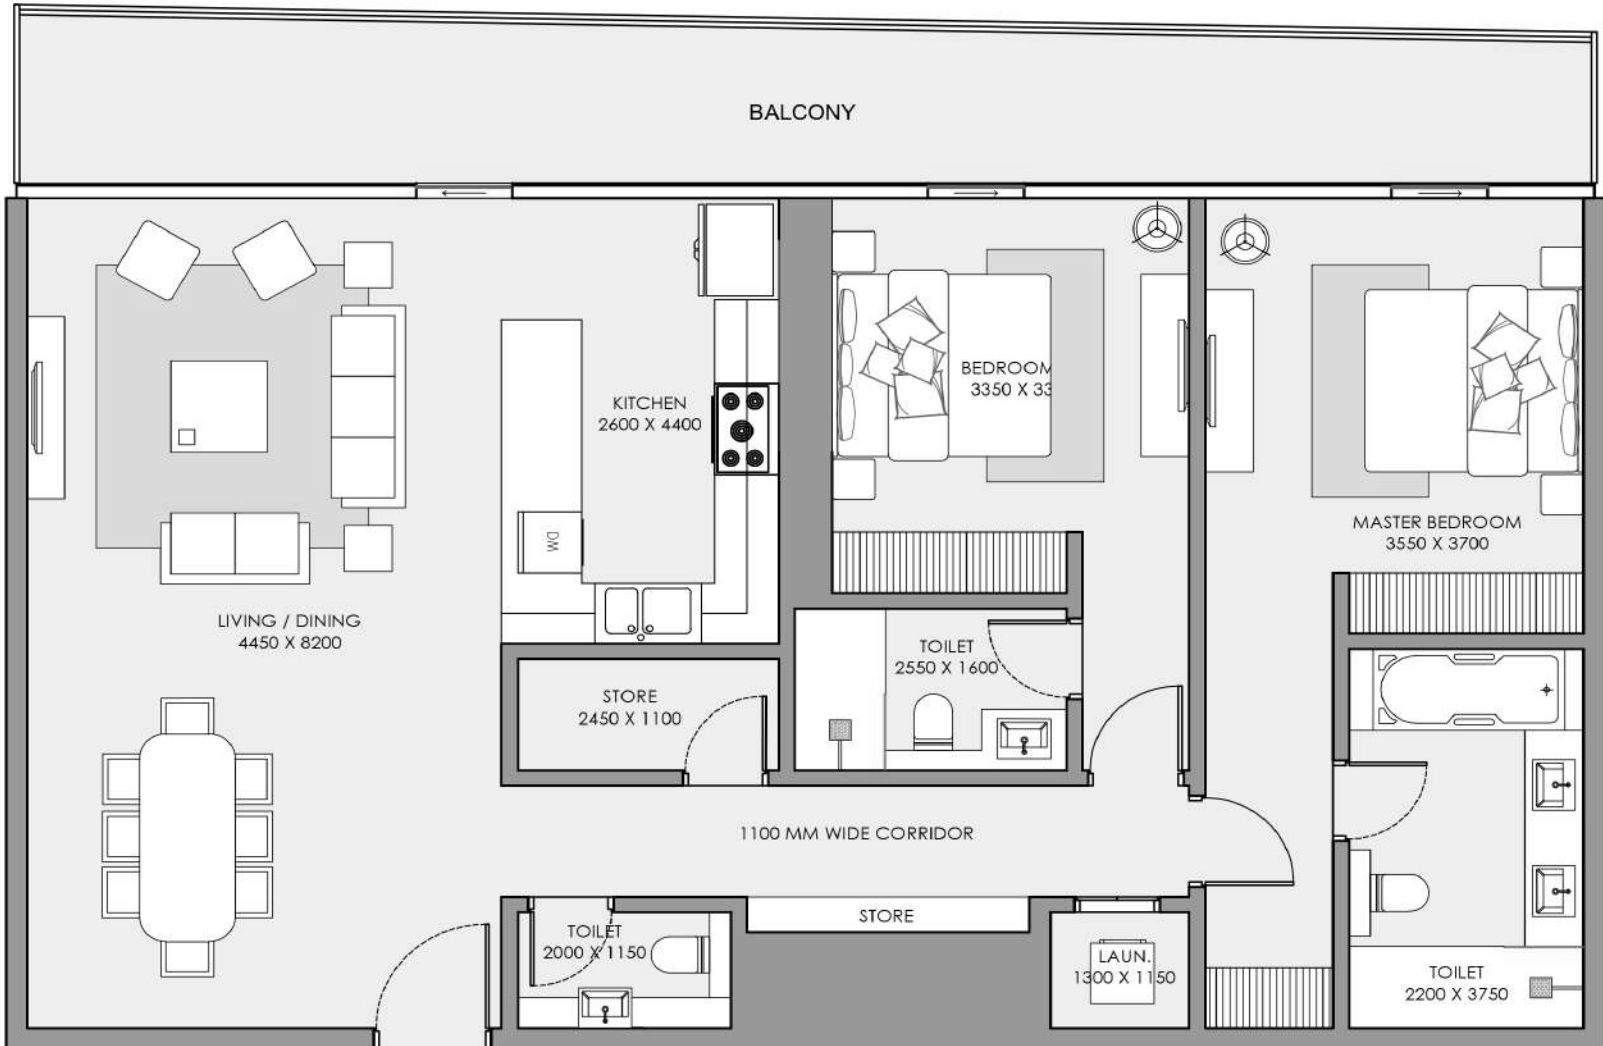 BALCONY
KITCHEN
2600 X 4400
BEDROOM
3350 X 33
MASTER BEDROOM
3550 X 3700
DW
LIVING / DINING
4450 X 8200
TOILET
2550 X 1600
STORE
2450 X 1100
1100 MM WIDE CORRIDOR
STORE
TOILET
2000 X 1150
LAUN.
1300 X 1150
TOILET
2200 X 3750